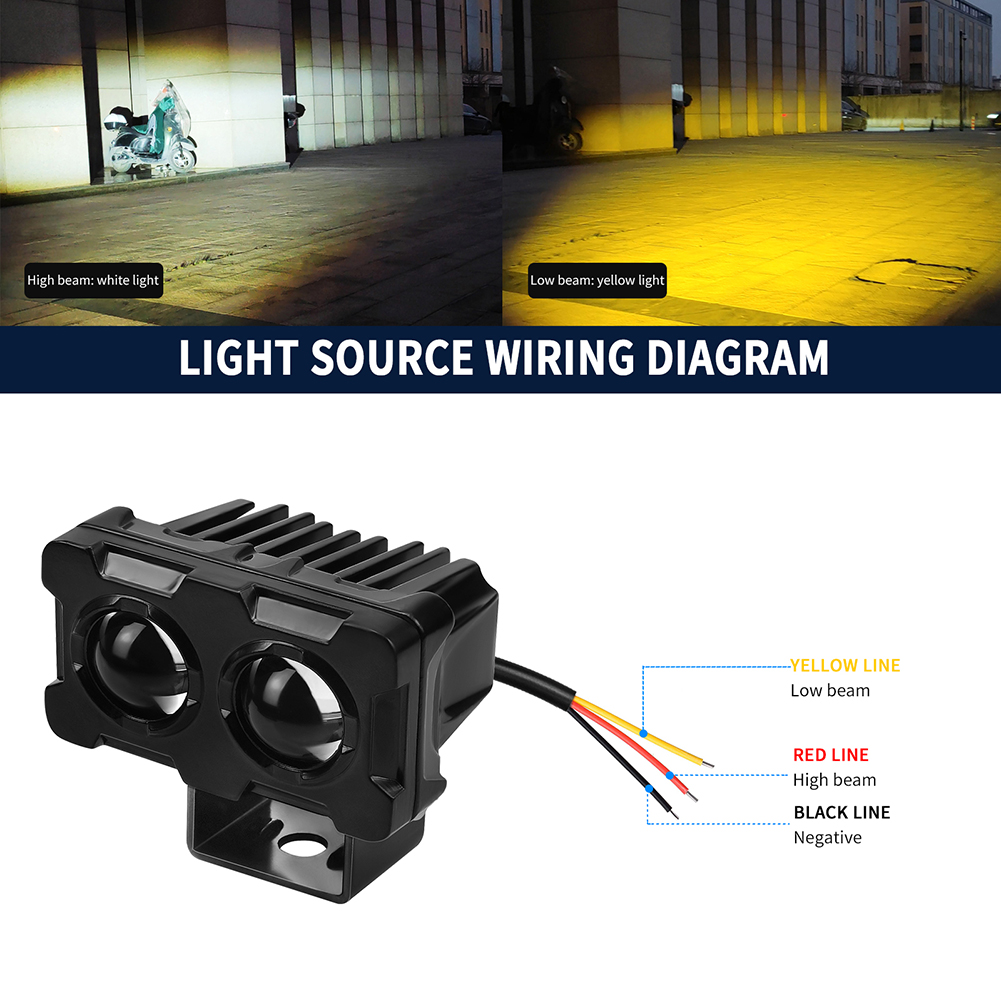 High beam: white light
Low beam: yellow light
LIGHT SOURCE WIRING DIAGRAM
YELLOW LINE
Low beam
RED LINE
High beam
BLACK LINE
Negative